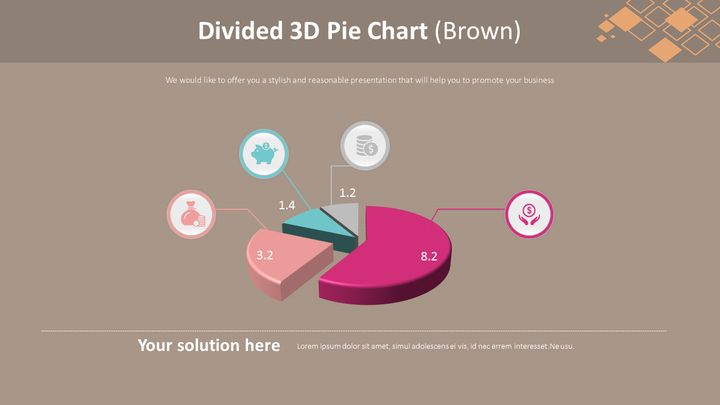 Divided 3D Pie Chart (Brown)
We would like to offer you a stylish and reasonable presentation that will help you to promote your business
1.2
1.4
3.2
8.2
Your solution here
Lorem ipsum dolor sit amet, simul adolescens ei vis, id nec errem interesset.Ne usu.